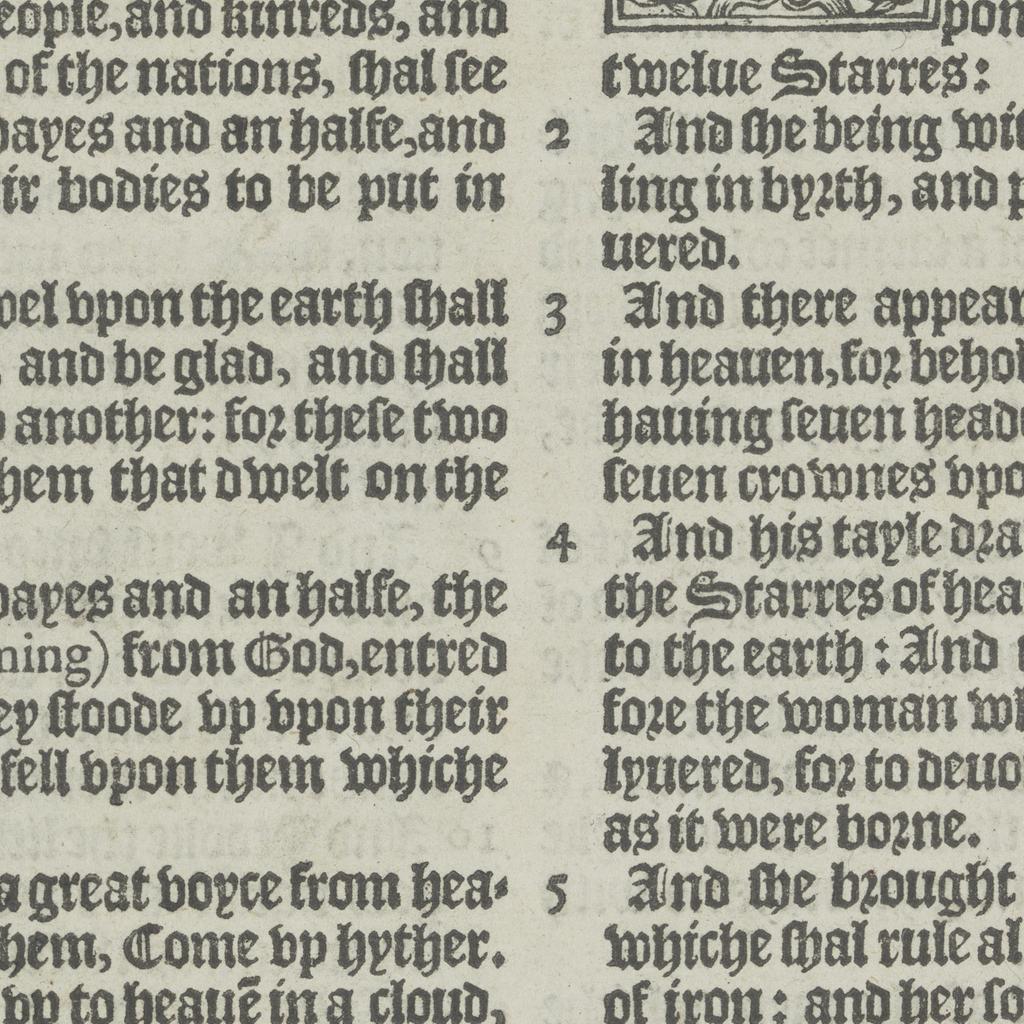 eople, and kinreds, and
of the nations, shal see
dayes and an halfe, and
ir bodies to be put in
vpon the earth shall
, and be glad, and shall
another: for these two
hem that dwelt on the
dayes and an halfe, the
ning) from God, entred
ey stoode vp vpon their
fell vpon them whiche
a great voyce from hea-
hem, Come vp hyther.
vp to heauē in a cloud,
pon
twelue Starres:
2 And she being wit
ling in byrth, and p
uered.
3 And there appear
in heauen, for behol
hauing seuen head
seuen crownes vpo
4 And his tayle dra
the Starres of hea
to the earth: And
fore the woman wh
lyuered, for to deuo
as it were borne.
5 And she brought
whiche shal rule al
of iron: and her so